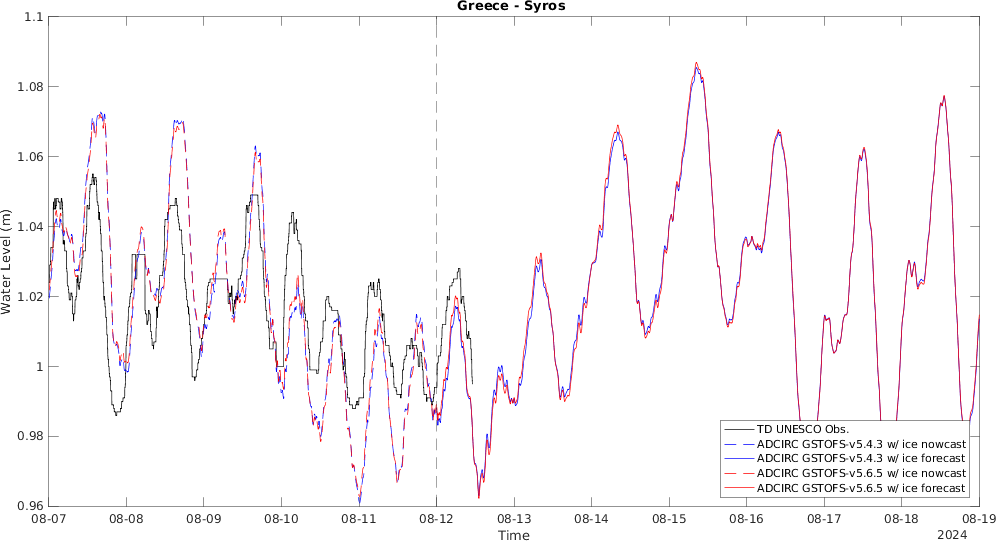 Greece - Syros
Water Level (m)
1.1
1.08
1.06
1.04
1.02
1
0.98
0.96
08-07 08-08 08-09 08-10 08-11 08-12 08-13 08-14 08-15 08-16 08-17 08-18 08-19
Time
2024
TD UNESCO Obs.
ADCIRC GSTOFS-v5.4.3 w/ ice nowcast
ADCIRC GSTOFS-v5.4.3 w/ ice forecast
ADCIRC GSTOFS-v5.6.5 w/ ice nowcast
ADCIRC GSTOFS-v5.6.5 w/ ice forecast